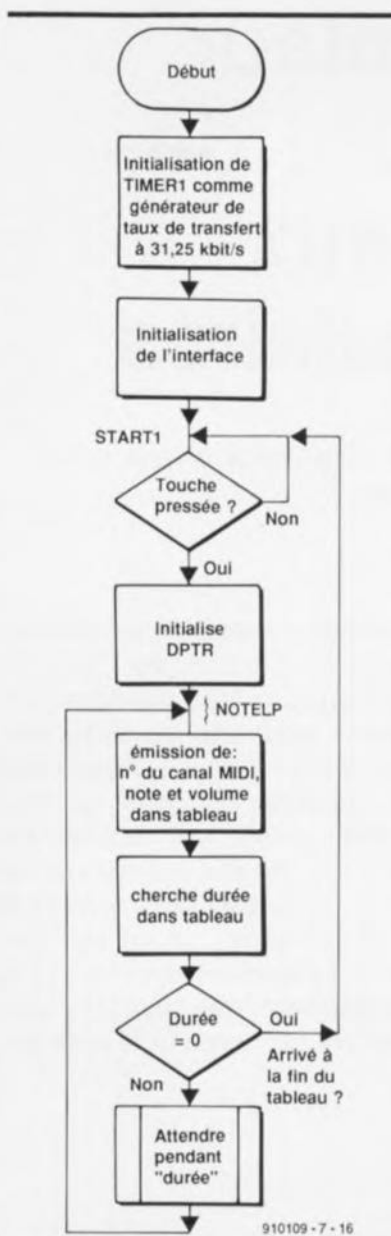 Début
Initialisation de
TIMER1 comme
générateur de
taux de transfert
à 31,25 kbit/s
Initialisation
de l'interface
START1
Touche
pressée ?
Non
Oui
Initialise
DPTR
NOTELP
émission de:
n° du canal MIDI,
note et volume
dans tableau
cherche durée
dans tableau
Durée
= 0
Oui
Arrivé à
la fin du
tableau ?
Non
Attendre
pendant
"durée"
910109 - 7 - 16